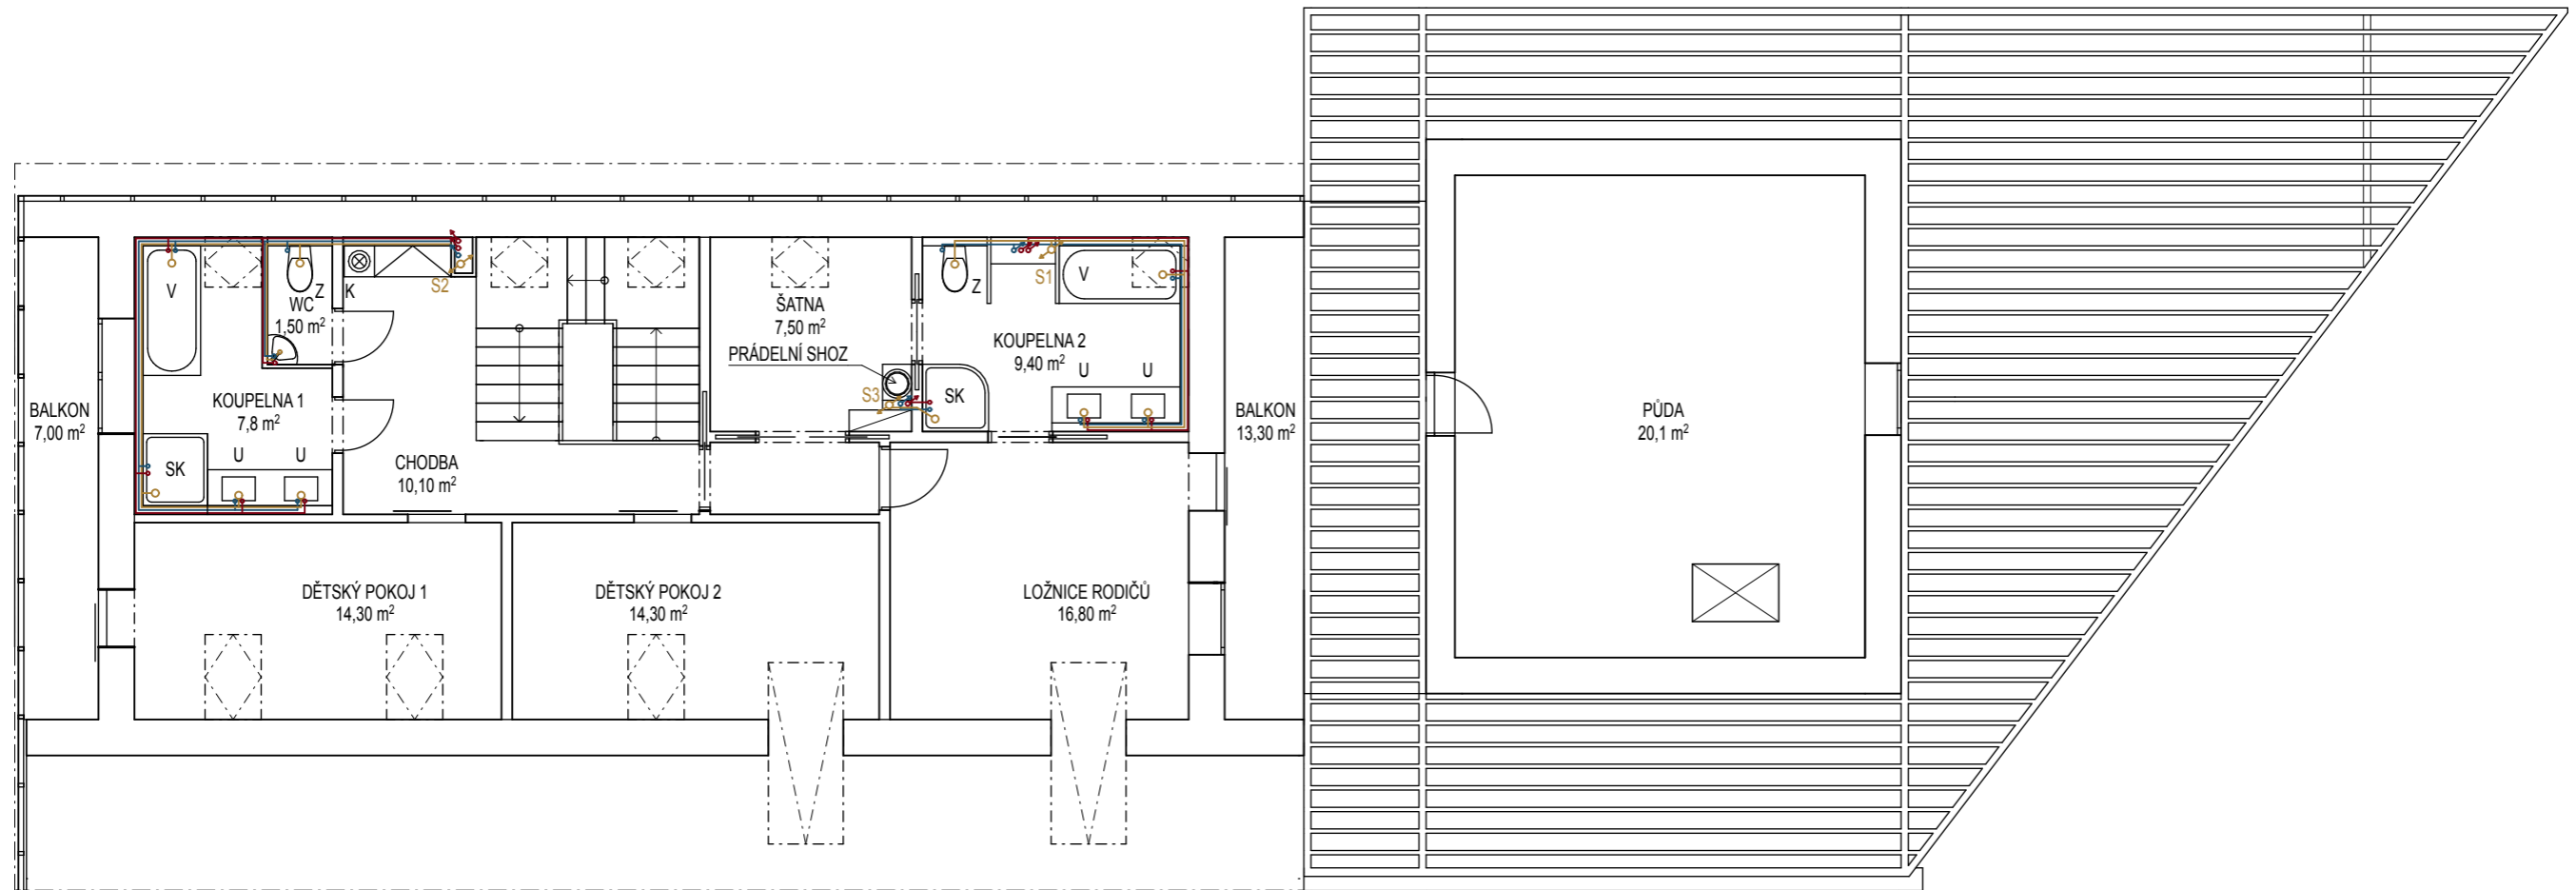 V
WC
Z
K
1,50 m²
S2
ŠATNA
7,50 m²
PRÁDELNÍ SHOZ
Z
S1
V
KOUPELNA 2
9,40 m²
U
U
S3
SK
BALKON
7,00 m²
KOUPELNA 1
7,8 m²
BALKON
13,30 m²
PŮDA
20,1 m²
SK
U
U
CHODBA
10,10 m²
DĚTSKÝ POKOJ 1
14,30 m²
DĚTSKÝ POKOJ 2
14,30 m²
LOŽNICE RODIČŮ
16,80 m²